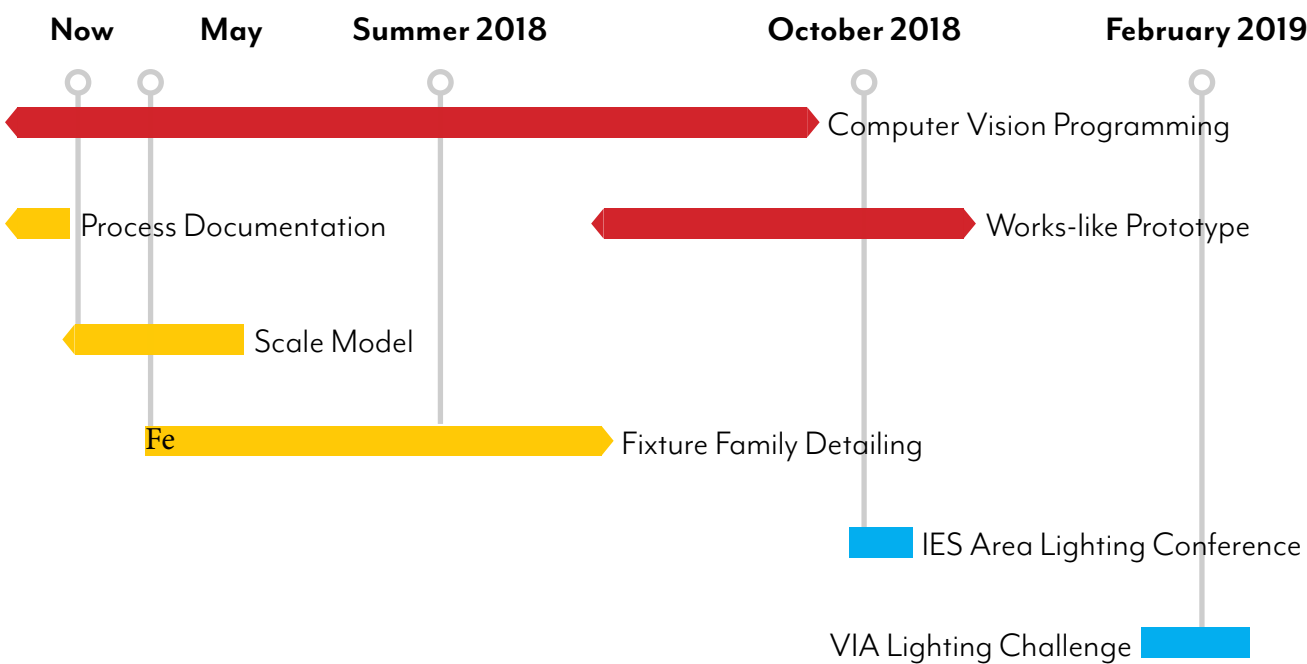 Now
May
Summer 2018
October 2018
February 2019
Computer Vision Programming
Process Documentation
Works-like Prototype
Scale Model
Fe
Fixture Family Detailing
IES Area Lighting Conference
VIA Lighting Challenge